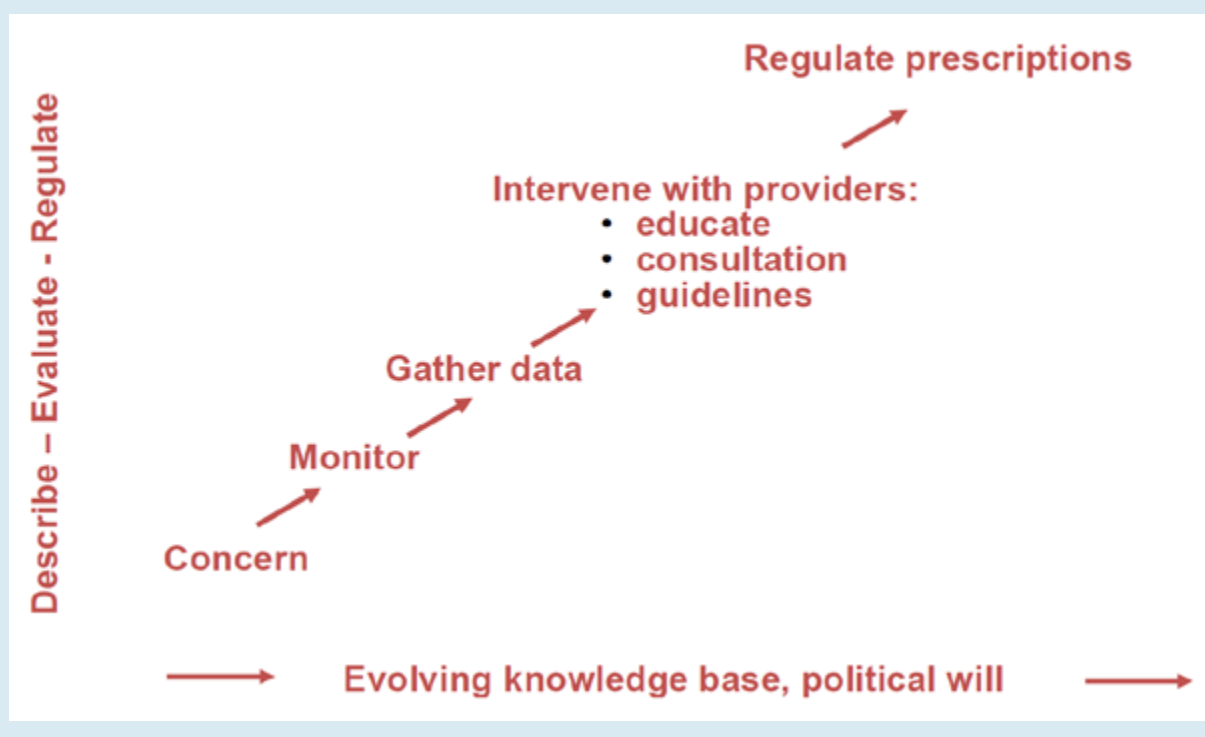 Regulate prescriptions
Describe – Evaluate - Regulate
Intervene with providers:
• educate
• consultation
• guidelines
Gather data
Monitor
Concern
Evolving knowledge base, political will